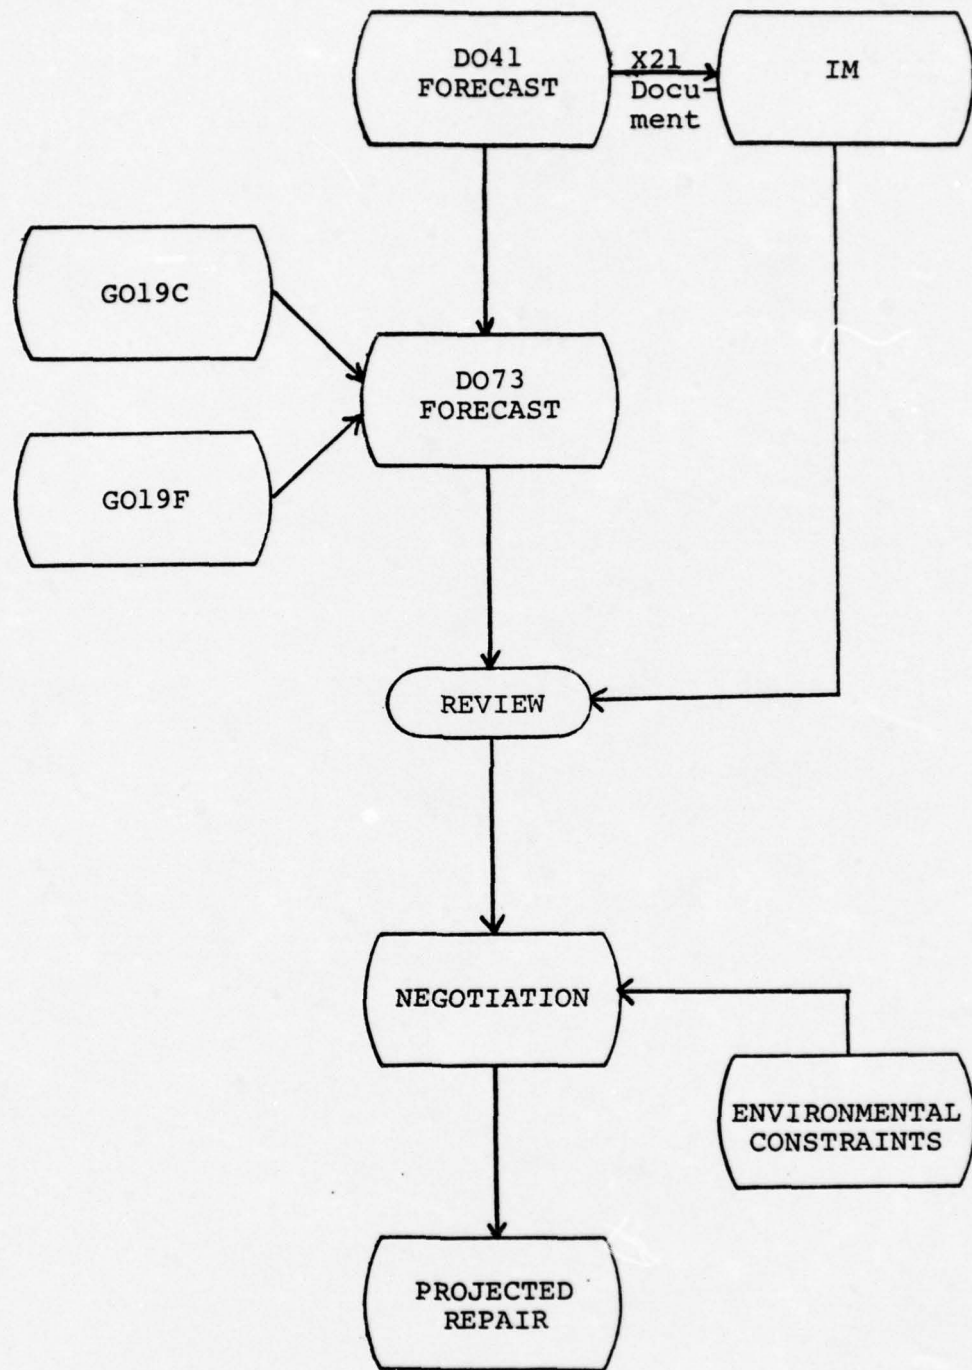 DO41
FORECAST
X21
Docu-
ment
IM
GO19C
DO73
FORECAST
GO19F
REVIEW
NEGOTIATION
ENVIRONMENTAL
CONSTRAINTS
PROJECTED
REPAIR